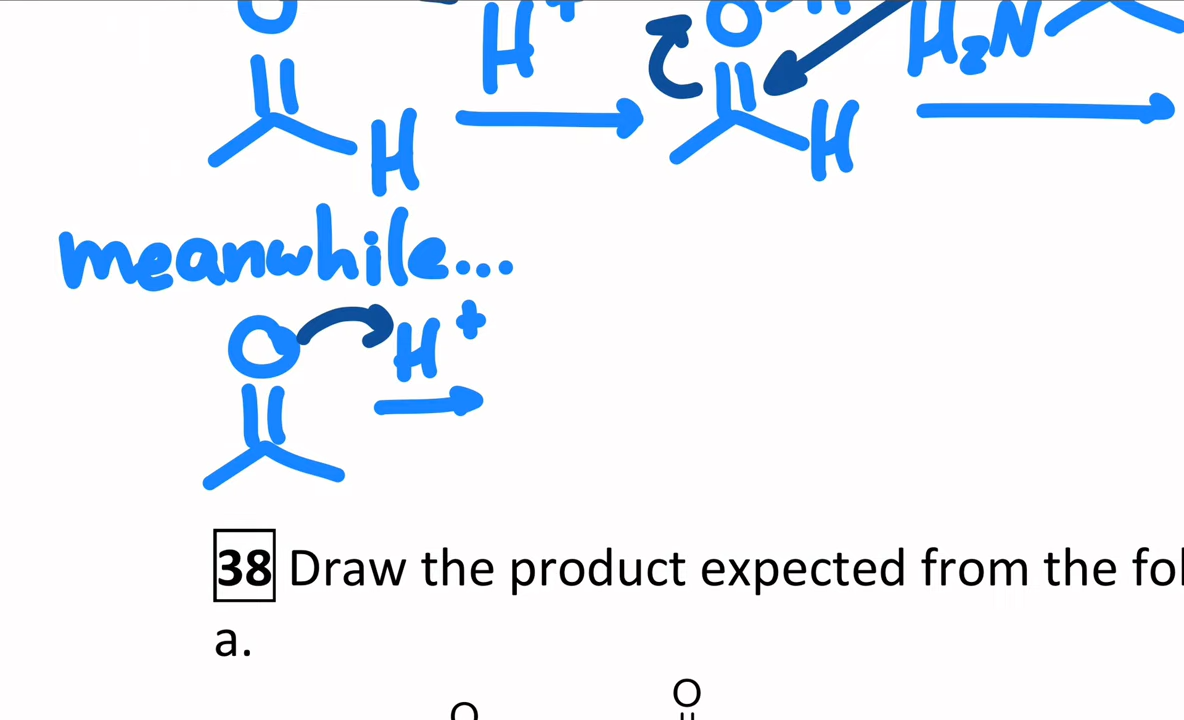 O H+ O H H2N
H H
meanwhile...
O H+
38 Draw the product expected from the fol
a.
O O